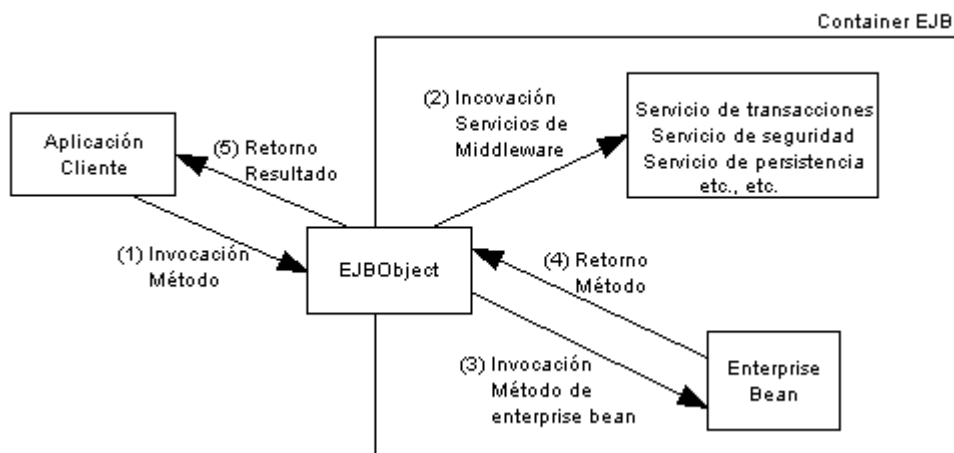 Container EJB
(2) Incovación
Servicios de
Middleware
Servicio de transacciones
Servicio de seguridad
Servicio de persistencia
etc., etc.
Aplicación
Cliente
(5) Retorno
Resultado
(1) Invocación
Método
EJBObject
(4) Retorno
Método
(3) Invocación
Método de
enterprise bean
Enterprise
Bean